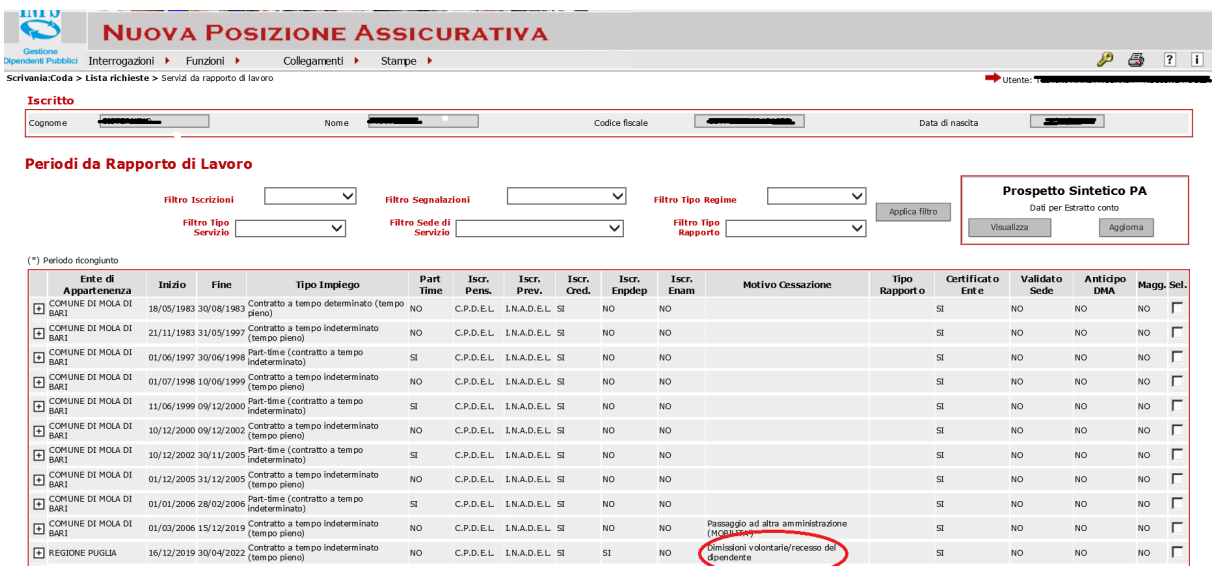 INPS
NUOVA POSIZIONE ASSICURATIVA
Gestione
Dipendenti Pubblici
Interrogazioni Funzioni Collegamenti Stampe
? i
Scrivania:Coda > Lista richieste > Servizi da rapporto di lavoro
Utente:
Iscritto
Cognome Nome Codice fiscale Data di nascita
Periodi da Rapporto di Lavoro
Filtro Iscrizioni Filtro Segnalazioni Filtro Tipo Regime
Applica filtro
Filtro Tipo Servizio Filtro Sede di Servizio Filtro Tipo Rapporto
Prospetto Sintetico PA
Dati per Estratto conto
Visualizza Aggiorna
(*) Periodo ricongiunto
Ente di Appartenenza Inizio Fine Tipo Impiego Part Time Iscr. Pens. Iscr. Prev. Iscr. Cred. Iscr. Enpdep Iscr. Enam Motivo Cessazione Tipo Rapporto Certificato Ente Validato Sede Anticipo DMA Magg. Sel.
COMUNE DI MOLA DI BARI 18/05/1983 30/08/1983 Contratto a tempo determinato (tempo pieno) NO C.P.D.E.L. I.N.A.D.E.L. SI NO NO SI NO NO NO
COMUNE DI MOLA DI BARI 21/11/1983 31/05/1997 Contratto a tempo indeterminato (tempo pieno) NO C.P.D.E.L. I.N.A.D.E.L. SI NO NO SI NO NO NO
COMUNE DI MOLA DI BARI 01/06/1997 30/06/1998 Part-time (contratto a tempo indeterminato) SI C.P.D.E.L. I.N.A.D.E.L. SI NO NO SI NO NO NO
COMUNE DI MOLA DI BARI 01/07/1998 10/06/1999 Contratto a tempo indeterminato (tempo pieno) NO C.P.D.E.L. I.N.A.D.E.L. SI NO NO SI NO NO NO
COMUNE DI MOLA DI BARI 11/06/1999 09/12/2000 Part-time (contratto a tempo indeterminato) SI C.P.D.E.L. I.N.A.D.E.L. SI NO NO SI NO NO NO
COMUNE DI MOLA DI BARI 10/12/2000 09/12/2002 Contratto a tempo indeterminato (tempo pieno) NO C.P.D.E.L. I.N.A.D.E.L. SI NO NO SI NO NO NO
COMUNE DI MOLA DI BARI 10/12/2002 30/11/2005 Part-time (contratto a tempo indeterminato) SI C.P.D.E.L. I.N.A.D.E.L. SI NO NO SI NO NO NO
COMUNE DI MOLA DI BARI 01/12/2005 31/12/2005 Contratto a tempo indeterminato (tempo pieno) NO C.P.D.E.L. I.N.A.D.E.L. SI NO NO SI NO NO NO
COMUNE DI MOLA DI BARI 01/01/2006 28/02/2006 Part-time (contratto a tempo indeterminato) SI C.P.D.E.L. I.N.A.D.E.L. SI NO NO SI NO NO NO
COMUNE DI MOLA DI BARI 01/03/2006 15/12/2019 Contratto a tempo indeterminato (tempo pieno) NO C.P.D.E.L. I.N.A.D.E.L. SI NO NO Passaggio ad altra amministrazione (MOBILITA') SI NO NO NO
REGIONE PUGLIA 16/12/2019 30/04/2022 Contratto a tempo indeterminato (tempo pieno) NO C.P.D.E.L. I.N.A.D.E.L. SI SI NO Dimissioni volontarie/recesso del dipendente SI NO NO NO